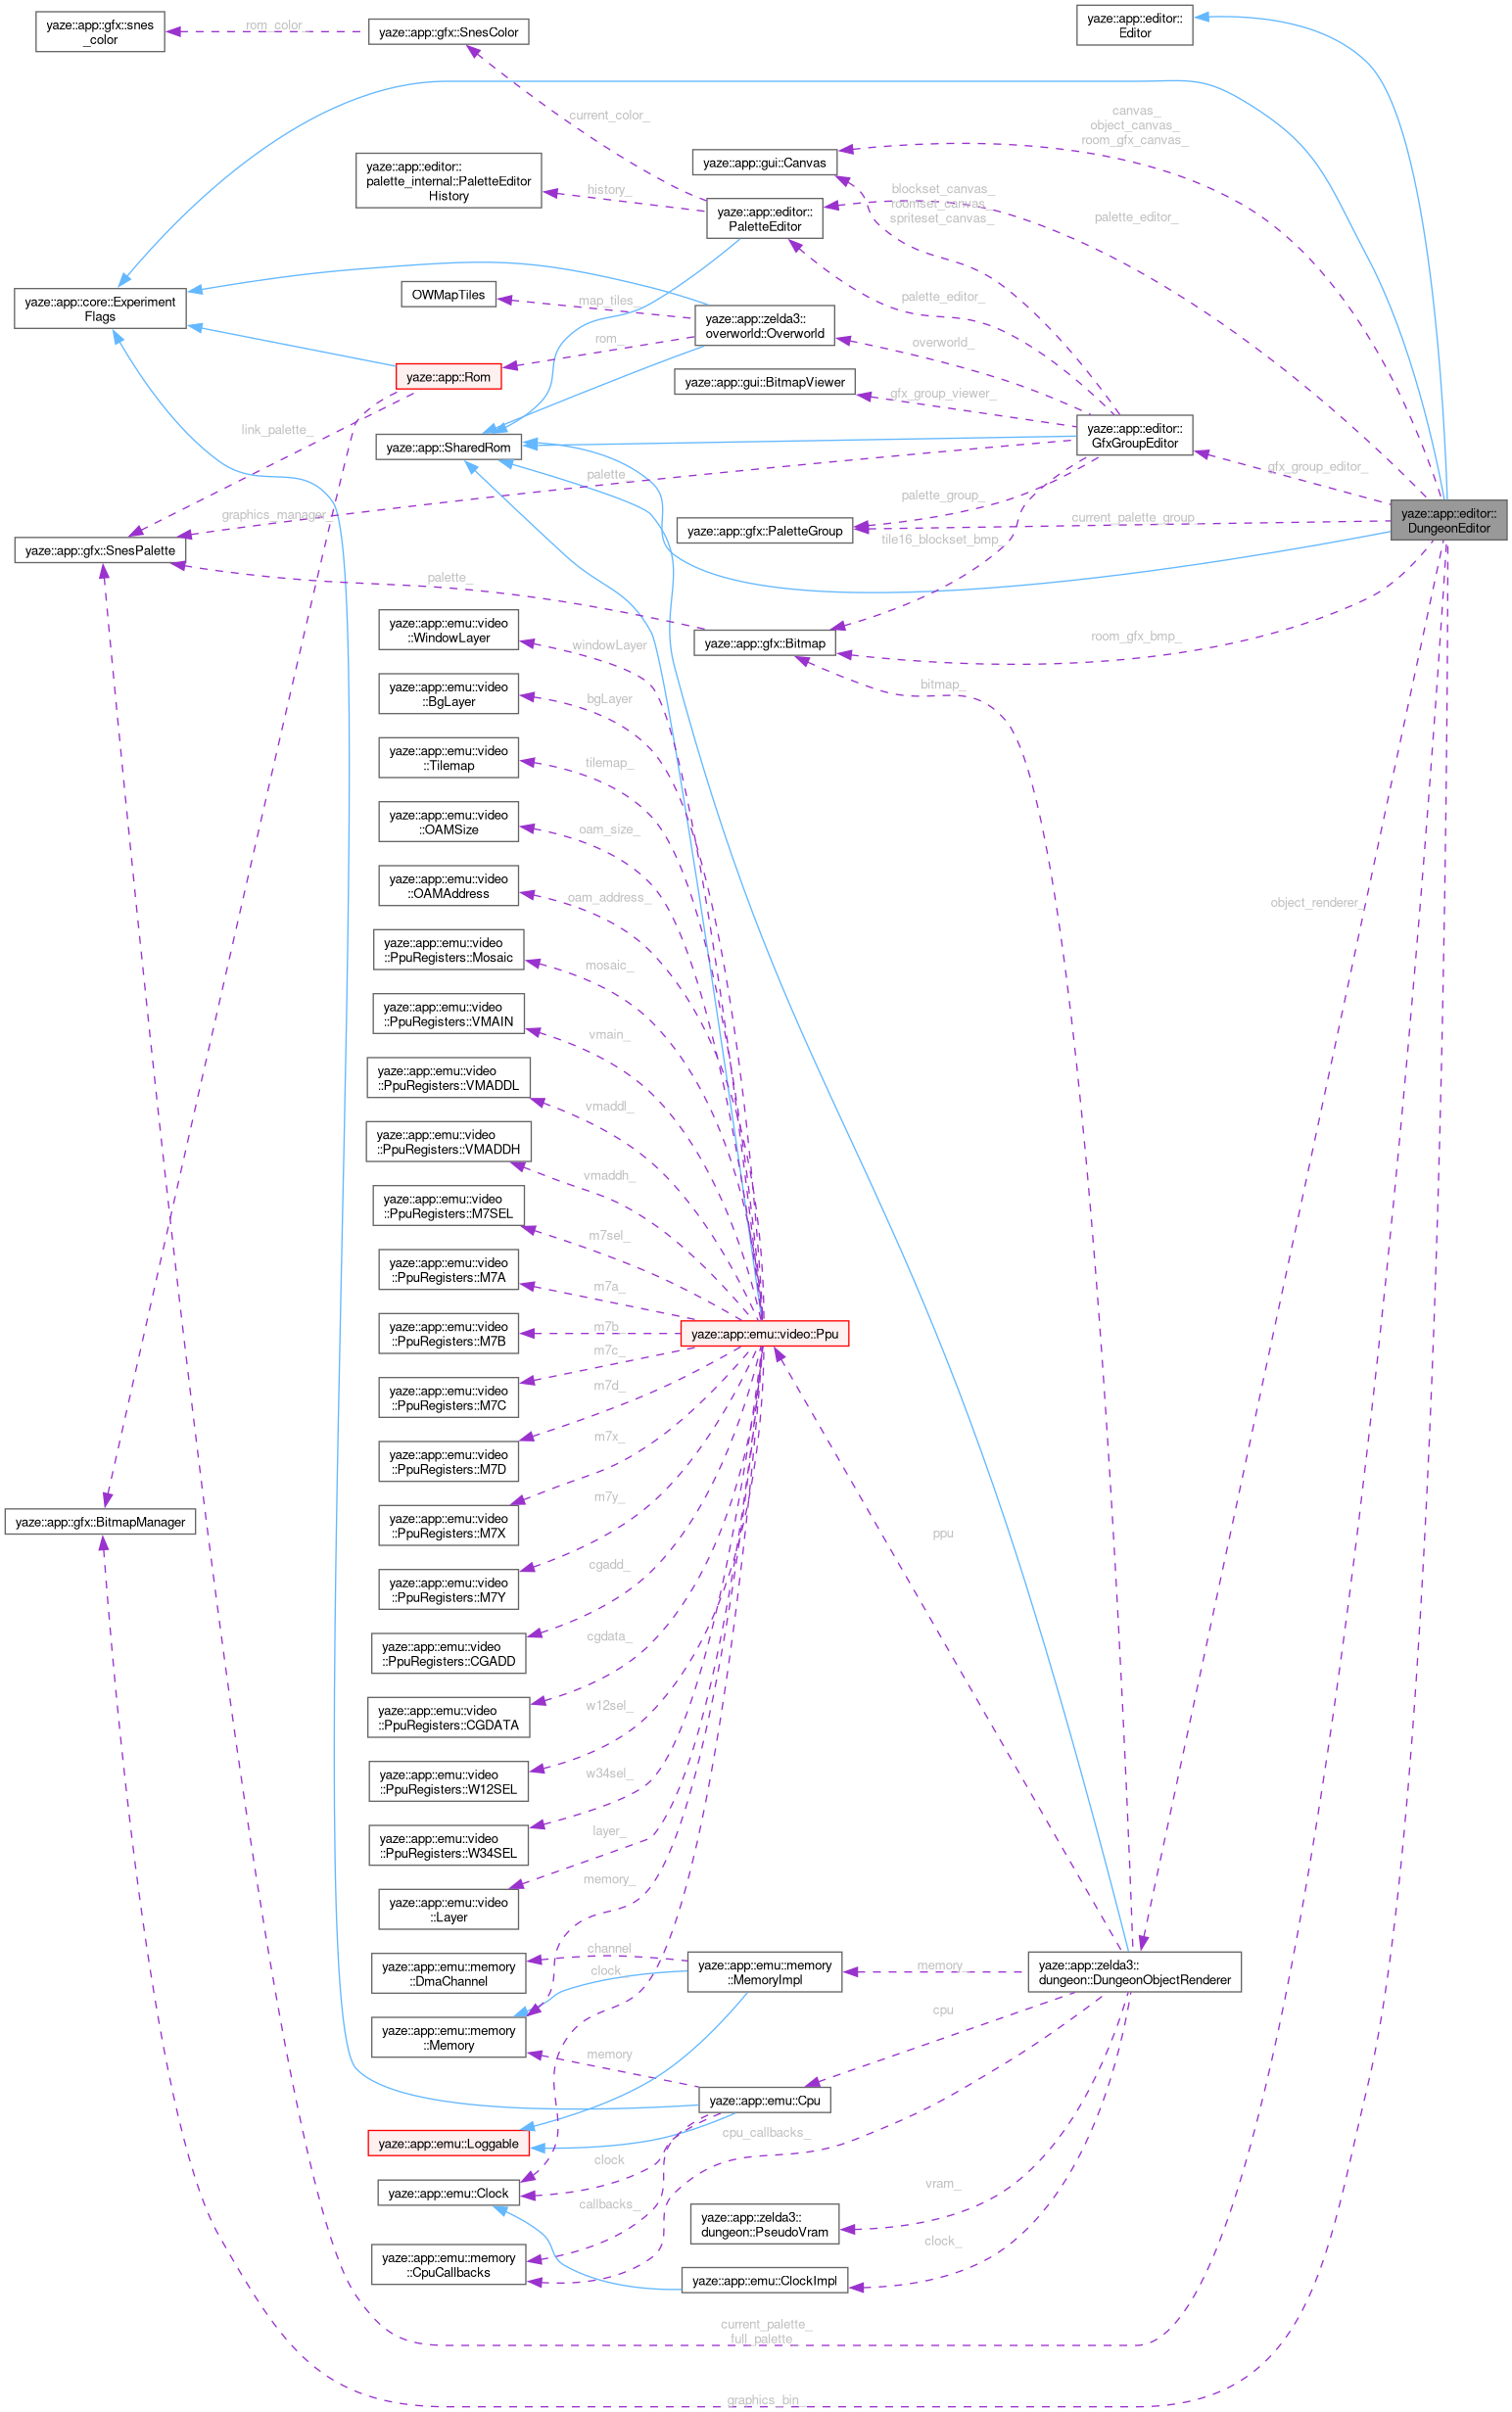 yaze::app::gfx::snes
_color
rom_color_
yaze::app::gfx::SnesColor
yaze::app::editor::
Editor
current_color_
canvas_
object_canvas_
room_gfx_canvas_
yaze::app::editor::
palette_internal::PaletteEditor
History
history_
yaze::app::gui::Canvas
blockset_canvas_
roomset_canvas_
spriteset_canvas_
yaze::app::editor::
PaletteEditor
palette_editor_
yaze::app::core::Experiment
Flags
OWMapTiles
map_tiles_
palette_editor_
yaze::app::zelda3::
overworld::Overworld
rom_
overworld_
yaze::app::Rom
yaze::app::gui::BitmapViewer
gfx_group_viewer_
link_palette_
yaze::app::SharedRom
yaze::app::editor::
GfxGroupEditor
palette_
gfx_group_editor_
palette_group_
graphics_manager_
yaze::app::gfx::PaletteGroup
current_palette_group_
yaze::app::editor::
DungeonEditor
tile16_blockset_bmp_
yaze::app::gfx::SnesPalette
palette_
yaze::app::emu::video
::WindowLayer
windowLayer
yaze::app::gfx::Bitmap
room_gfx_bmp_
yaze::app::emu::video
::BgLayer
bgLayer
bitmap_
yaze::app::emu::video
::Tilemap
tilemap_
yaze::app::emu::video
::OAMSize
oam_size_
yaze::app::emu::video
::OAMAddress
oam_address_
object_renderer_
yaze::app::emu::video
::PpuRegisters::Mosaic
mosaic_
yaze::app::emu::video
::PpuRegisters::VMAIN
vmain_
yaze::app::emu::video
::PpuRegisters::VMADDL
vmaddl_
yaze::app::emu::video
::PpuRegisters::VMADDH
vmaddh_
yaze::app::emu::video
::PpuRegisters::M7SEL
m7sel_
yaze::app::emu::video
::PpuRegisters::M7A
m7a_
yaze::app::emu::video
::PpuRegisters::M7B
m7b_
yaze::app::emu::video::Ppu
yaze::app::emu::video
::PpuRegisters::M7C
m7c_
yaze::app::emu::video
::PpuRegisters::M7D
m7d_
yaze::app::emu::video
::PpuRegisters::M7X
m7x_
yaze::app::gfx::BitmapManager
m7y_
ppu
yaze::app::emu::video
::PpuRegisters::M7Y
cgadd_
yaze::app::emu::video
::PpuRegisters::CGADD
cgdata_
yaze::app::emu::video
::PpuRegisters::CGDATA
w12sel_
yaze::app::emu::video
::PpuRegisters::W12SEL
w34sel_
yaze::app::emu::video
::PpuRegisters::W34SEL
layer_
yaze::app::emu::video
::Layer
memory_
yaze::app::emu::memory
::DmaChannel
channel
clock_
yaze::app::emu::memory
::MemoryImpl
memory_
yaze::app::zelda3::
dungeon::DungeonObjectRenderer
yaze::app::emu::memory
::Memory
memory
cpu
yaze::app::emu::Cpu
yaze::app::emu::Loggable
cpu_callbacks_
clock
yaze::app::emu::Clock
callbacks_
vram_
yaze::app::zelda3::
dungeon::PseudoVram
clock_
yaze::app::emu::memory
::CpuCallbacks
yaze::app::emu::ClockImpl
current_palette_
full_palette_
graphics_bin_